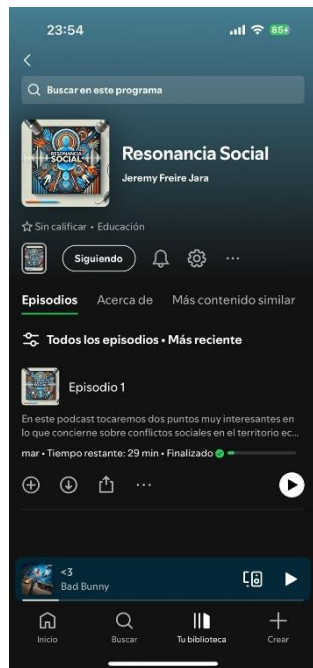 23:54
85
Buscar en este programa
RESONANCIA
SOCIAL
Resonancia Social
Jeremy Freire Jara
Sin calificar • Educación
Siguiendo
Episodios Acerca de Más contenido similar
Todos los episodios • Más reciente
Episodio 1
En este podcast tocaremos dos puntos muy interesantes en
lo que concierne sobre conflictos sociales en el territorio ec...
mar • Tiempo restante: 29 min • Finalizado
<3
Bad Bunny
Inicio Buscar Tu biblioteca Crear